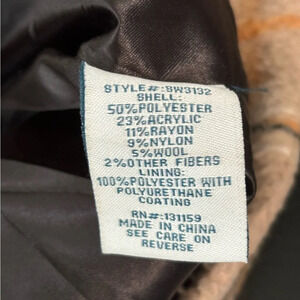 STYLE#:BW3132
SHELL:
50%POLYESTER
23%ACRYLIC
11%RAYON
9%NYLON
5%WOOL
2%OTHER FIBERS
LINING:
100%POLYESTER WITH
POLYURETHANE
COATING
RN#:131159
MADE IN CHINA
SEE CARE ON
REVERSE